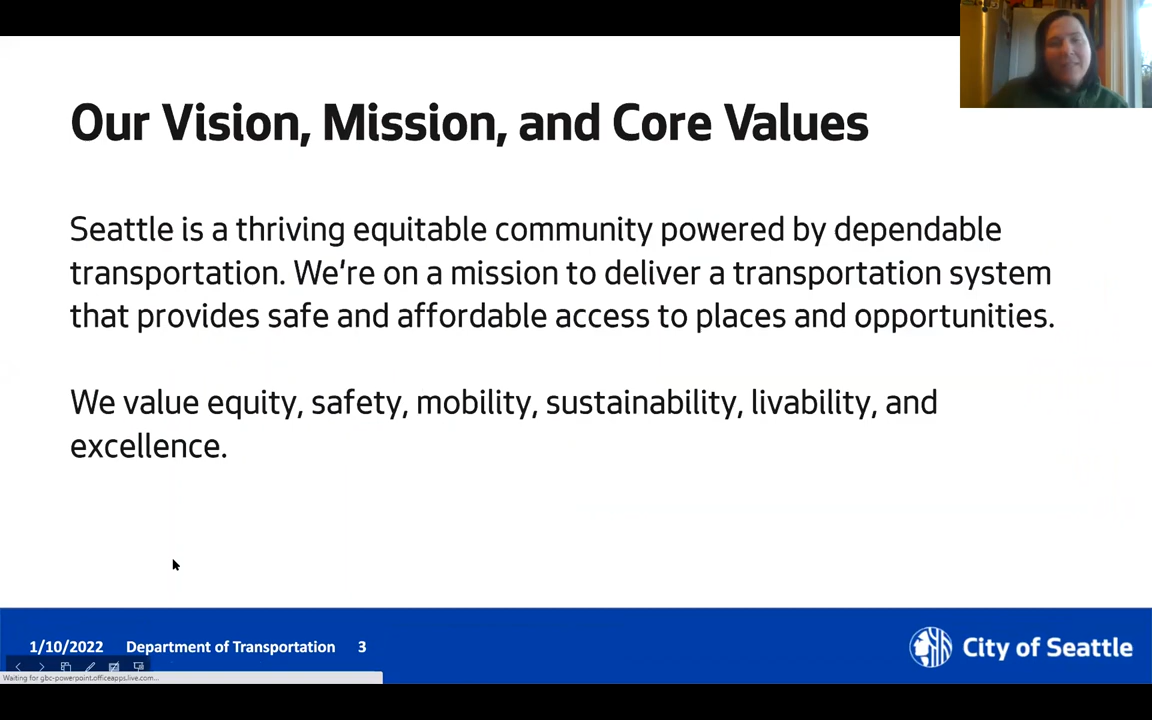 Our Vision, Mission, and Core Values
Seattle is a thriving equitable community powered by dependable
transportation. We're on a mission to deliver a transportation system
that provides safe and affordable access to places and opportunities.
We value equity, safety, mobility, sustainability, livability, and
excellence.
1/10/2022 Department of Transportation 3
City of Seattle
Waiting for gbc-powerpoint.officeapps.live.com...